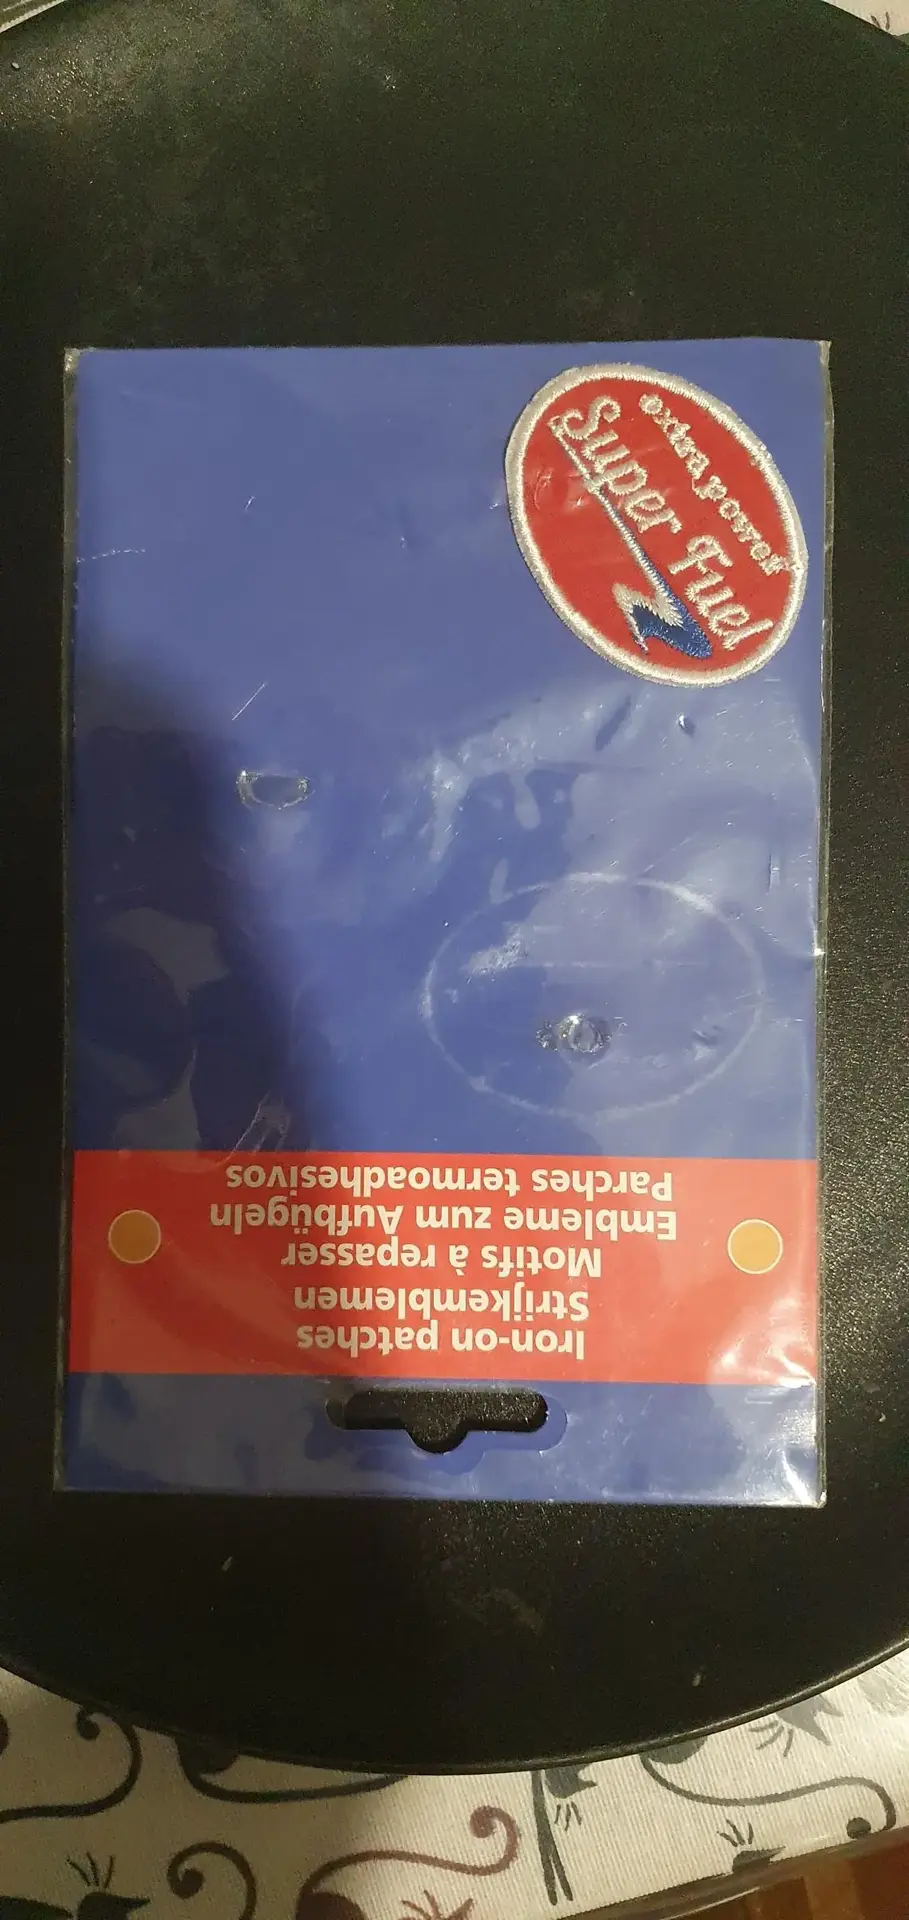 extra power
Super Fuel
Iron-on patches
Strijkemblemen
Motifs à repasser
Embleme zum Aufbügeln
Parches termoadhesivos